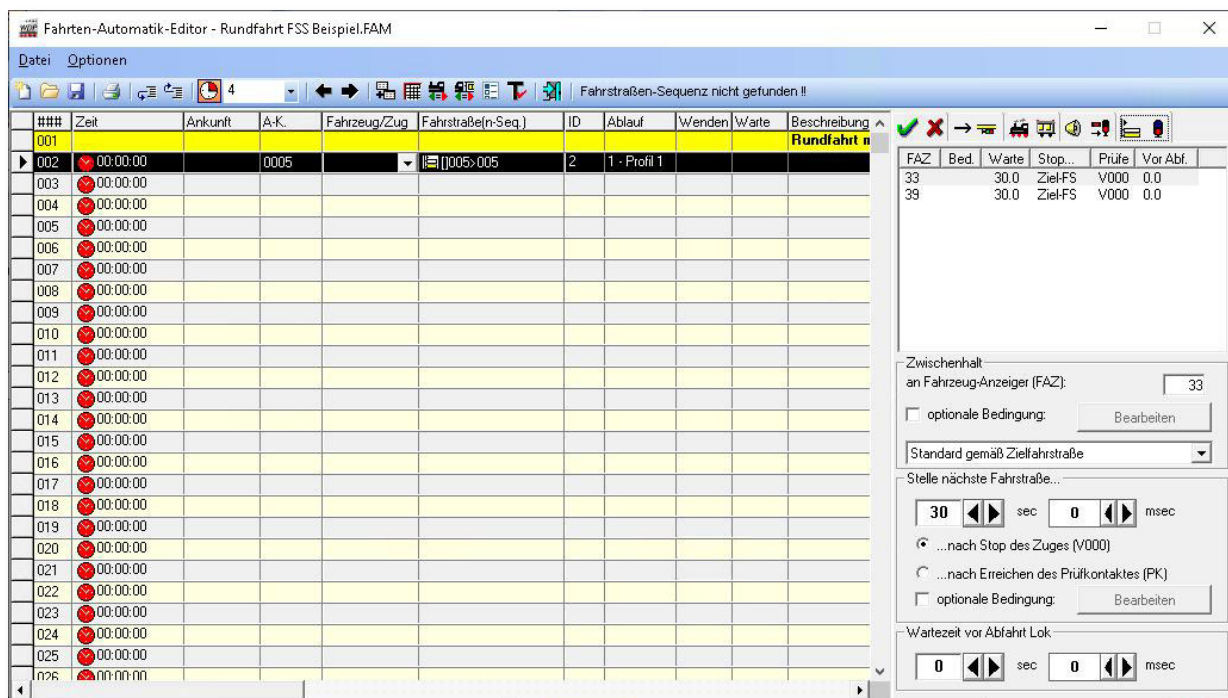 WDP Fahrten-Automatik-Editor - Rundfahrt FSS Beispiel.FAM
Datei Optionen
4 Fahrstraßen-Sequenz nicht gefunden !!
### Zeit Ankunft A-K. Fahrzeug/Zug Fahrstraße(n-Seq.) ID Ablauf Wenden Warte Beschreibung
001 Rundfahrt m
002 00:00:00 0005 []005>005 2 1 - Profil 1
003 00:00:00
004 00:00:00
005 00:00:00
006 00:00:00
007 00:00:00
008 00:00:00
009 00:00:00
010 00:00:00
011 00:00:00
012 00:00:00
013 00:00:00
014 00:00:00
015 00:00:00
016 00:00:00
017 00:00:00
018 00:00:00
019 00:00:00
020 00:00:00
021 00:00:00
022 00:00:00
023 00:00:00
024 00:00:00
025 00:00:00
026 00:00:00
FAZ Bed. Warte Stop... Prüfe Vor Abf.
33 30.0 Ziel-FS V000 0.0
39 30.0 Ziel-FS V000 0.0
Zwischenhalt
an Fahrzeug-Anzeiger (FAZ): 33
optionale Bedingung: Bearbeiten
Standard gemäß Zielfahrstraße
Stelle nächste Fahrstraße...
30 sec 0 msec
...nach Stop des Zuges (V000)
...nach Erreichen des Prüfkontaktes (PK)
optionale Bedingung: Bearbeiten
Wartezeit vor Abfahrt Lok
0 sec 0 msec